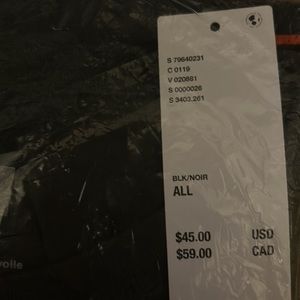 S 79640231
C 0119
V 020881
S 0000026
S 3403.261
BLK/NOIR
ALL
$45.00 USD
$59.00 CAD